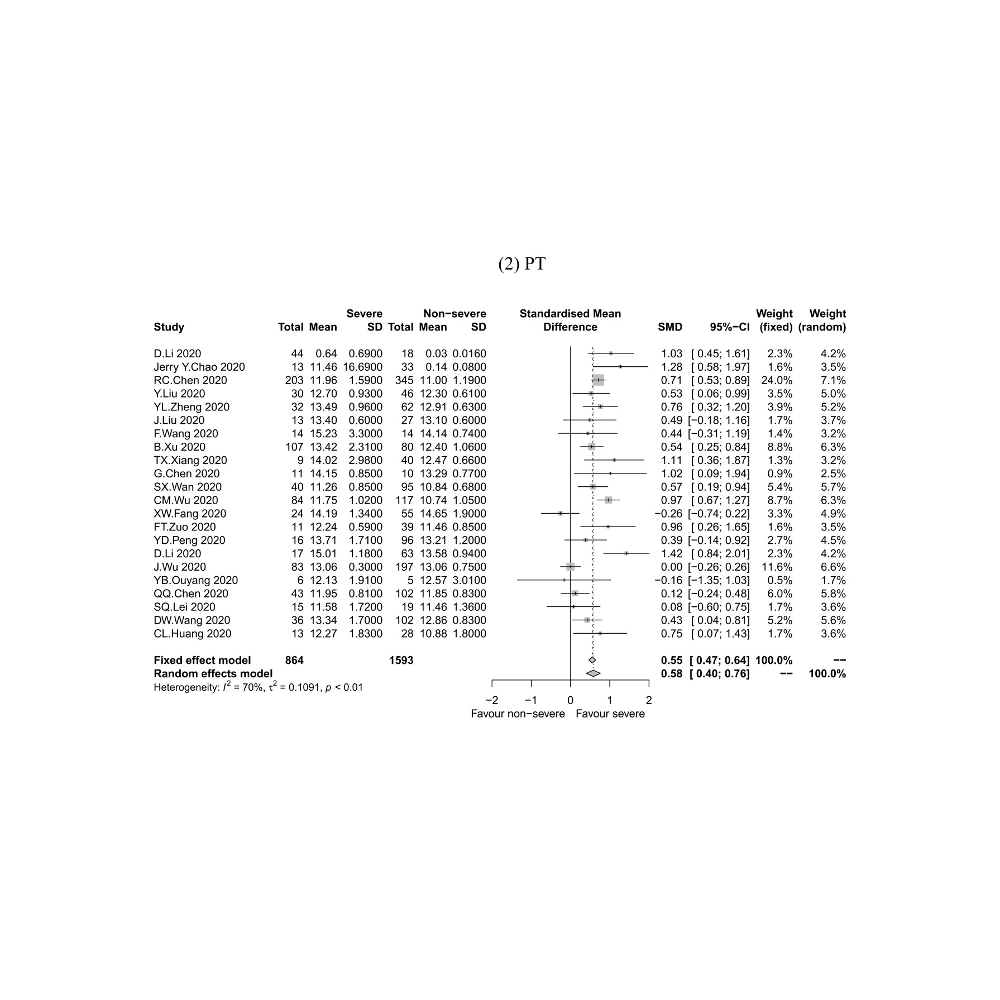 (2) PT
Severe Non−severe Standardised Mean Weight Weight
Study Total Mean SD Total Mean SD Difference SMD 95%−CI (fixed) (random)
D.Li 2020 44 0.64 0.6900 18 0.03 0.0160 1.03 [ 0.45; 1.61] 2.3% 4.2%
Jerry Y.Chao 2020 13 11.46 16.6900 33 0.14 0.0800 1.28 [ 0.58; 1.97] 1.6% 3.5%
RC.Chen 2020 203 11.96 1.5900 345 11.00 1.1900 0.71 [ 0.53; 0.89] 24.0% 7.1%
Y.Liu 2020 30 12.70 0.9300 46 12.30 0.6100 0.53 [ 0.06; 0.99] 3.5% 5.0%
YL.Zheng 2020 32 13.49 0.9600 62 12.91 0.6300 0.76 [ 0.32; 1.20] 3.9% 5.2%
J.Liu 2020 13 13.40 0.6000 27 13.10 0.6000 0.49 [−0.18; 1.16] 1.7% 3.7%
F.Wang 2020 14 15.23 3.3000 14 14.14 0.7400 0.44 [−0.31; 1.19] 1.4% 3.2%
B.Xu 2020 107 13.42 2.3100 80 12.40 1.0600 0.54 [ 0.25; 0.84] 8.8% 6.3%
TX.Xiang 2020 9 14.02 2.9800 40 12.47 0.6600 1.11 [ 0.36; 1.87] 1.3% 3.2%
G.Chen 2020 11 14.15 0.8500 10 13.29 0.7700 1.02 [ 0.09; 1.94] 0.9% 2.5%
SX.Wan 2020 40 11.26 0.8500 95 10.84 0.6800 0.57 [ 0.19; 0.94] 5.4% 5.7%
CM.Wu 2020 84 11.75 1.0200 117 10.74 1.0500 0.97 [ 0.67; 1.27] 8.7% 6.3%
XW.Fang 2020 24 14.19 1.3400 55 14.65 1.9000 −0.26 [−0.74; 0.22] 3.3% 4.9%
FT.Zuo 2020 11 12.24 0.5900 39 11.46 0.8500 0.96 [ 0.26; 1.65] 1.6% 3.5%
YD.Peng 2020 16 13.71 1.7100 96 13.21 1.2000 0.39 [−0.14; 0.92] 2.7% 4.5%
D.Li 2020 17 15.01 1.1800 63 13.58 0.9400 1.42 [ 0.84; 2.01] 2.3% 4.2%
J.Wu 2020 83 13.06 0.3000 197 13.06 0.7500 0.00 [−0.26; 0.26] 11.6% 6.6%
YB.Ouyang 2020 6 12.13 1.9100 5 12.57 3.0100 −0.16 [−1.35; 1.03] 0.5% 1.7%
QQ.Chen 2020 43 11.95 0.8100 102 11.85 0.8300 0.12 [−0.24; 0.48] 6.0% 5.8%
SQ.Lei 2020 15 11.58 1.7200 19 11.46 1.3600 0.08 [−0.60; 0.75] 1.7% 3.6%
DW.Wang 2020 36 13.34 1.7000 102 12.86 0.8300 0.43 [ 0.04; 0.81] 5.2% 5.6%
CL.Huang 2020 13 12.27 1.8300 28 10.88 1.8000 0.75 [ 0.07; 1.43] 1.7% 3.6%
Fixed effect model 864 1593 0.55 [ 0.47; 0.64] 100.0% −−
Random effects model 0.58 [ 0.40; 0.76] −− 100.0%
Heterogeneity: I² = 70%, τ² = 0.1091, p < 0.01
−2 −1 0 1 2
Favour non−severe Favour severe